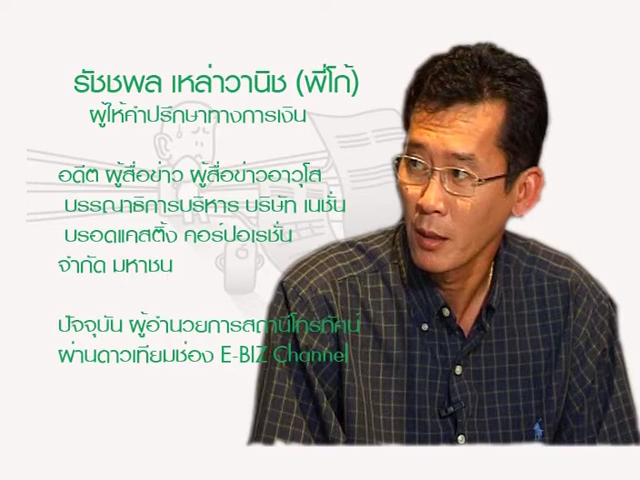 รัชชพล เหล่าวานิช (พี่โก้)
ผู้ให้คำปรึกษาทางการเงิน
อดีต ผู้สื่อข่าว ผู้สื่อข่าวอาวุโส
บรรณาธิการบริหาร บริษัท เนชั่น
บรอดแคสติ้ง คอร์ปอเรชั่น
จำกัด มหาชน
ปัจจุบัน ผู้อำนวยการสถานีโทรทัศน์
ผ่านดาวเทียมช่อง E-BIZ Channel